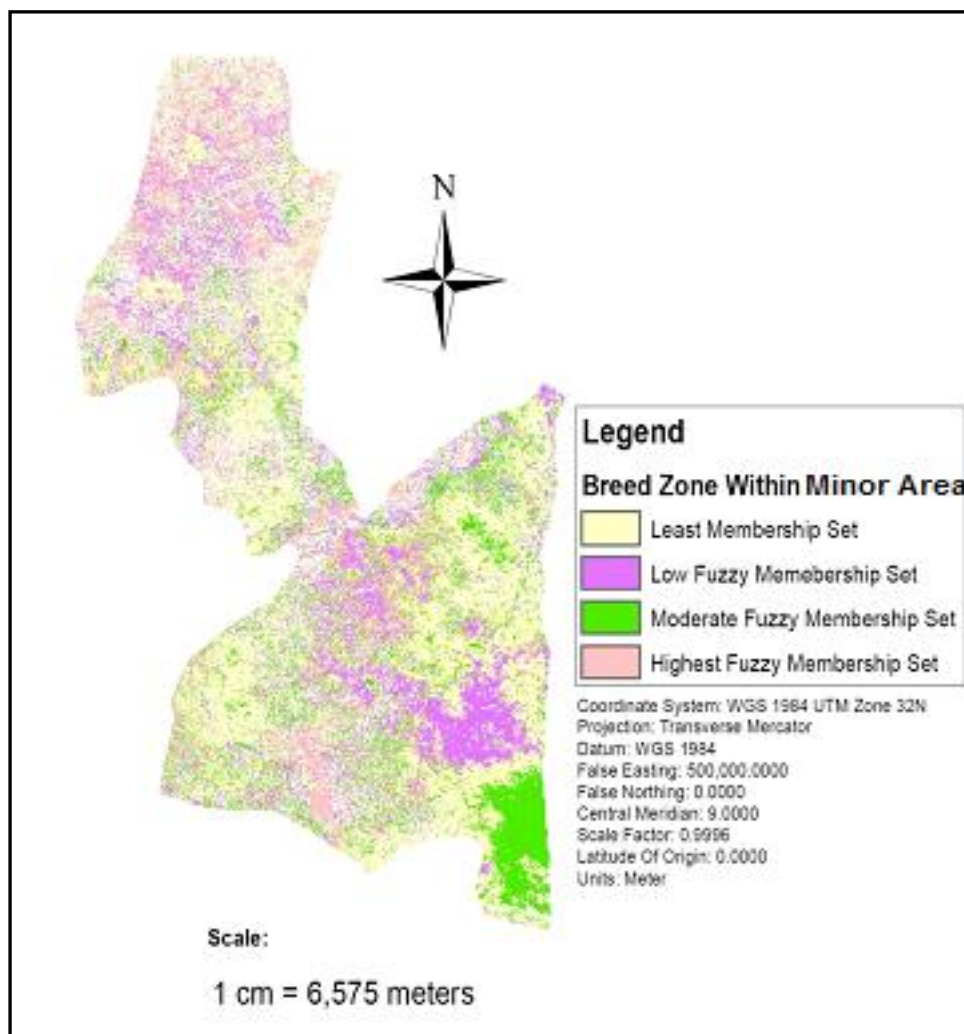 N
Legend
Breed Zone Within Minor Area
Least Membership Set
Low Fuzzy Memebership Set
Moderate Fuzzy Membership Set
Highest Fuzzy Membership Set
Coordinate System: WGS 1984 UTM Zone 32N
Projection: Transverse Mercator
Datum: WGS 1984
False Easting: 500,000.0000
False Northing: 0.0000
Central Meridian: 9.0000
Scale Factor: 0.9996
Latitude Of Origin: 0.0000
Units: Meter
Scale:
1 cm = 6,575 meters